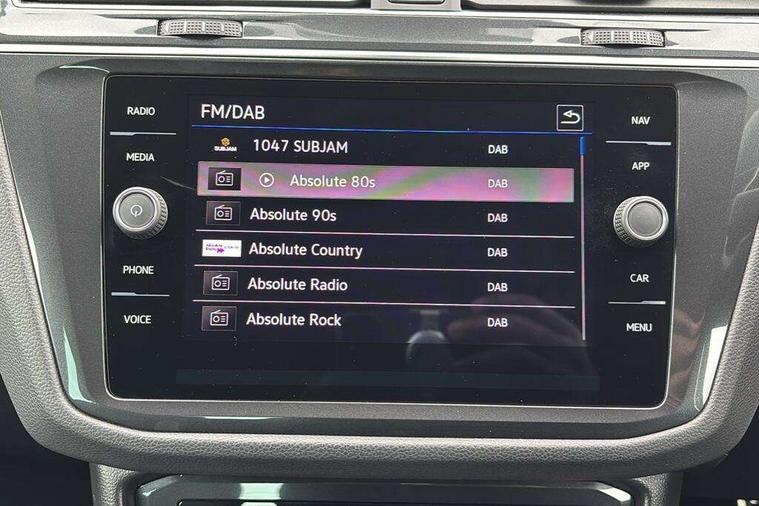 FM/DAB
RADIO
MEDIA
PHONE
VOICE
SUBJAM 1047 SUBJAM DAB
Absolute 80s DAB
Absolute 90s DAB
Absolute Country DAB
Absolute Radio DAB
Absolute Rock DAB
NAV
APP
CAR
MENU